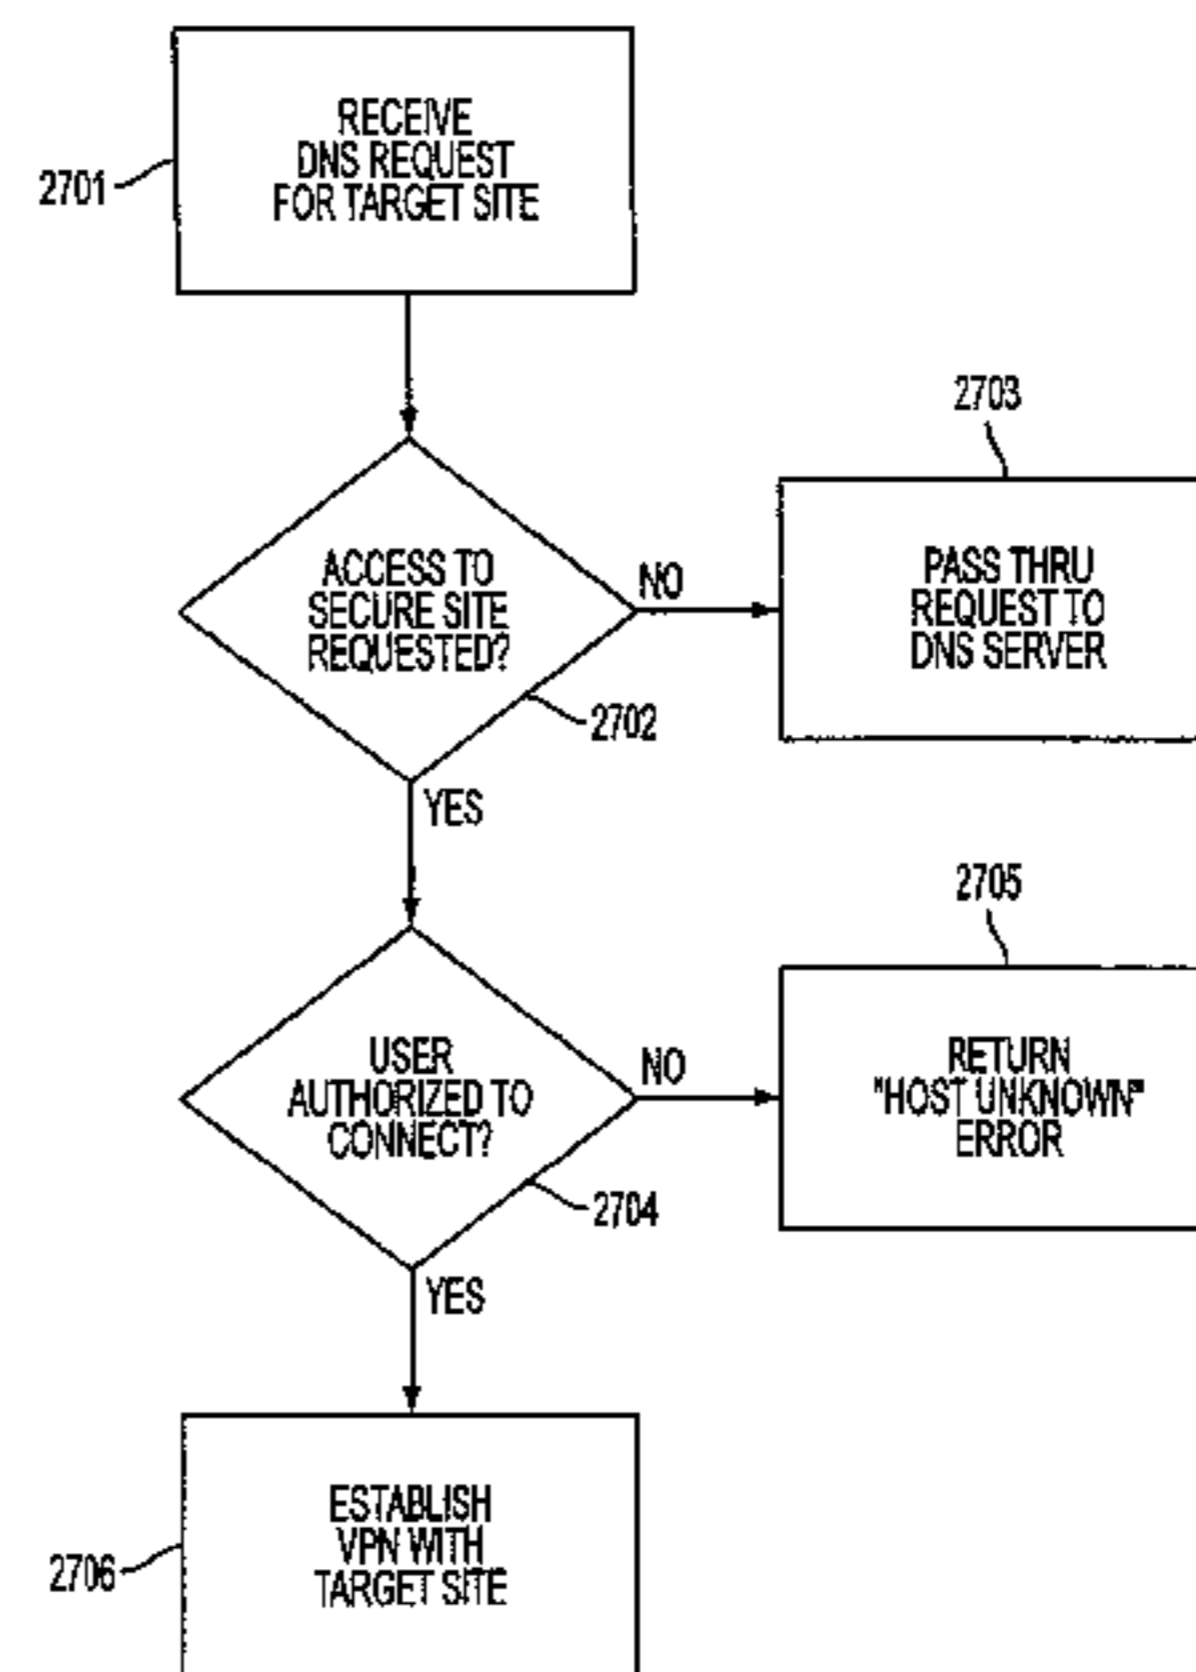 RECEIVE
DNS REQUEST
FOR TARGET SITE
2701
2703
ACCESS TO
SECURE SITE
REQUESTED?
NO
PASS THRU
REQUEST TO
DNS SERVER
2702
YES
2705
USER
AUTHORIZED TO
CONNECT?
NO
RETURN
"HOST UNKNOWN"
ERROR
2704
YES
ESTABLISH
VPN WITH
TARGET SITE
2706